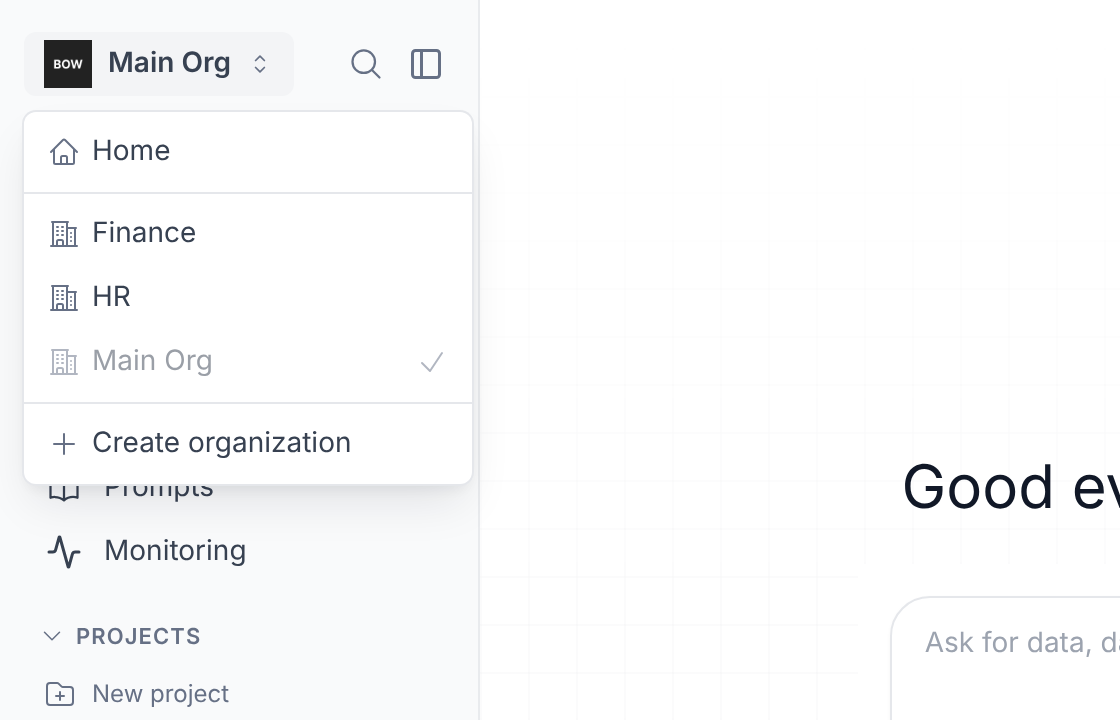 BOW Main Org
Home
Finance
HR
Main Org
Create organization
Prompts
Monitoring
PROJECTS
New project
Good ev
Ask for data, d